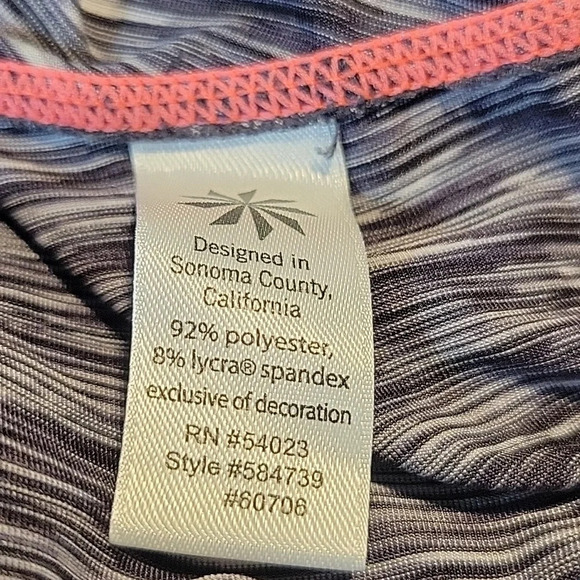 Designed in
Sonoma County,
California
92% polyester,
8% lycra® spandex
exclusive of decoration
RN #54023
Style #584739
#60706